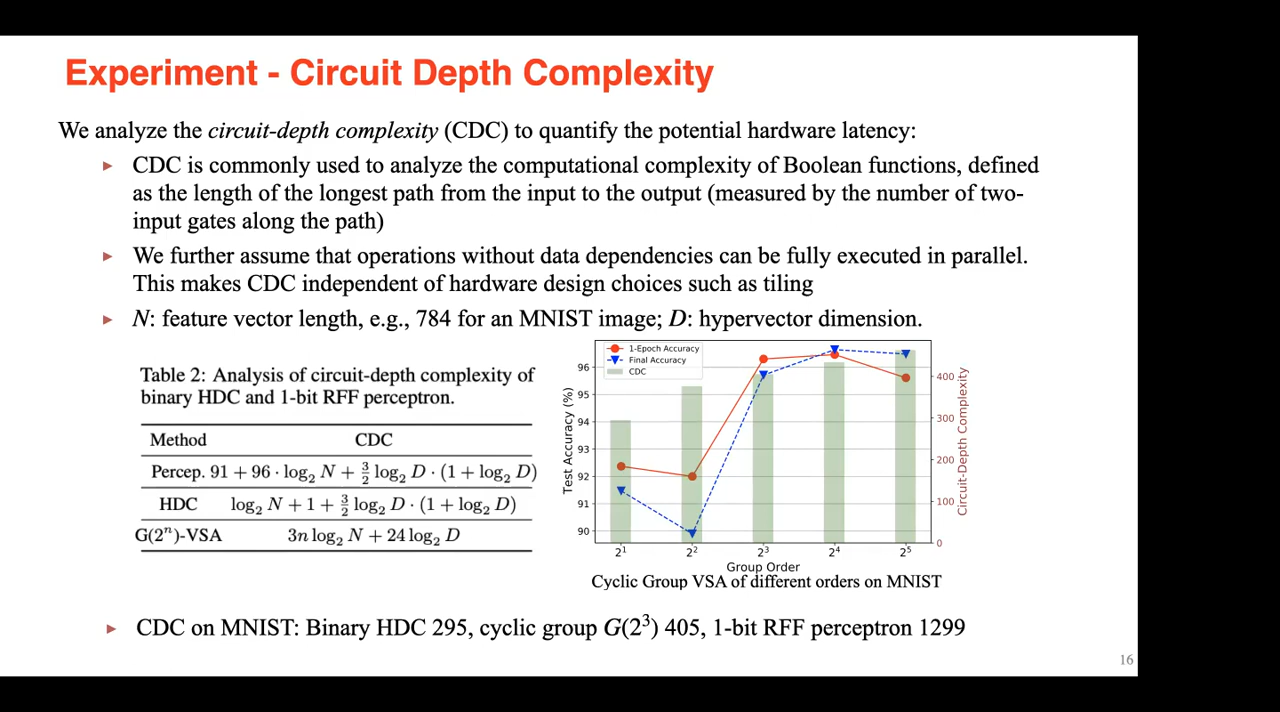 Experiment - Circuit Depth Complexity
We analyze the circuit-depth complexity (CDC) to quantify the potential hardware latency:
▸ CDC is commonly used to analyze the computational complexity of Boolean functions, defined
as the length of the longest path from the input to the output (measured by the number of two-
input gates along the path)
▸ We further assume that operations without data dependencies can be fully executed in parallel.
This makes CDC independent of hardware design choices such as tiling
▸ N: feature vector length, e.g., 784 for an MNIST image; D: hypervector dimension.
Table 2: Analysis of circuit-depth complexity of
binary HDC and 1-bit RFF perceptron.
Method CDC
Percep. 91 + 96 · log₂ N + 3/2 log₂ D · (1 + log₂ D)
HDC log₂ N + 1 + 3/2 log₂ D · (1 + log₂ D)
G(2ⁿ)-VSA 3n log₂ N + 24 log₂ D
1-Epoch Accuracy
Final Accuracy
CDC
Test Accuracy (%)
96
95
94
93
92
91
90
400
300
200
100
0
Circuit-Depth Complexity
2¹ 2² 2³ 2⁴ 2⁵
Group Order
Cyclic Group VSA of different orders on MNIST
▸ CDC on MNIST: Binary HDC 295, cyclic group G(2³) 405, 1-bit RFF perceptron 1299
16